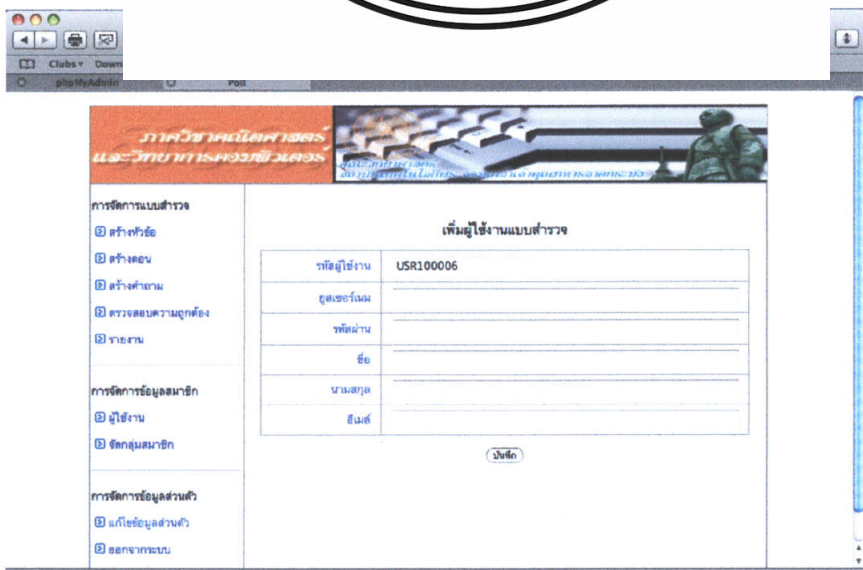 Clubs
phpMyAdmin
Poll
ภาควิชาคณิตศาสตร์
และวิทยาการคอมพิวเตอร์
คณะวิทยาศาสตร์
การจัดการแบบสำรวจ
สร้างหัวข้อ
สร้างตอน
สร้างคำถาม
ตรวจสอบความถูกต้อง
รายงาน
การจัดการข้อมูลสมาชิก
ผู้ใช้งาน
จัดกลุ่มสมาชิก
การจัดการข้อมูลส่วนตัว
แก้ไขข้อมูลส่วนตัว
ออกจากระบบ
เพิ่มผู้ใช้งานแบบสำรวจ
รหัสผู้ใช้งาน USR100006
ยูสเซอร์เนม
รหัสผ่าน
ชื่อ
นามสกุล
อีเมล์
บันทึก